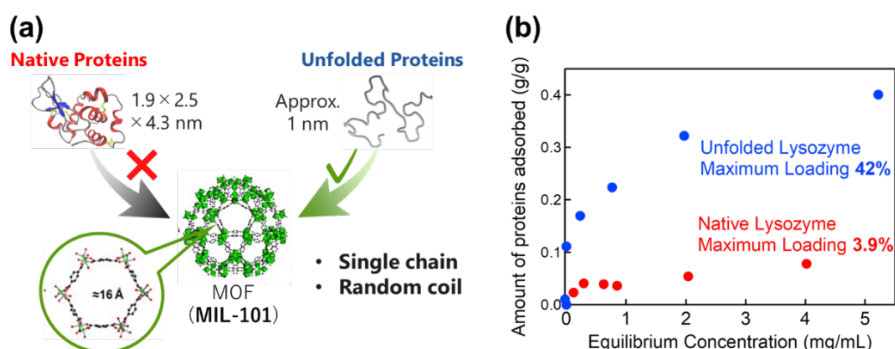 (a)
Native Proteins
1.9 × 2.5
× 4.3 nm
Unfolded Proteins
Approx.
1 nm
≈16 Å
MOF
(MIL-101)
• Single chain
• Random coil
(b)
Amount of proteins adsorbed (g/g)
0.4
0.3
0.2
0.1
0.0
Unfolded Lysozyme
Maximum Loading 42%
Native Lysozyme
Maximum Loading 3.9%
0 1 2 3 4 5
Equilibrium Concentration (mg/mL)